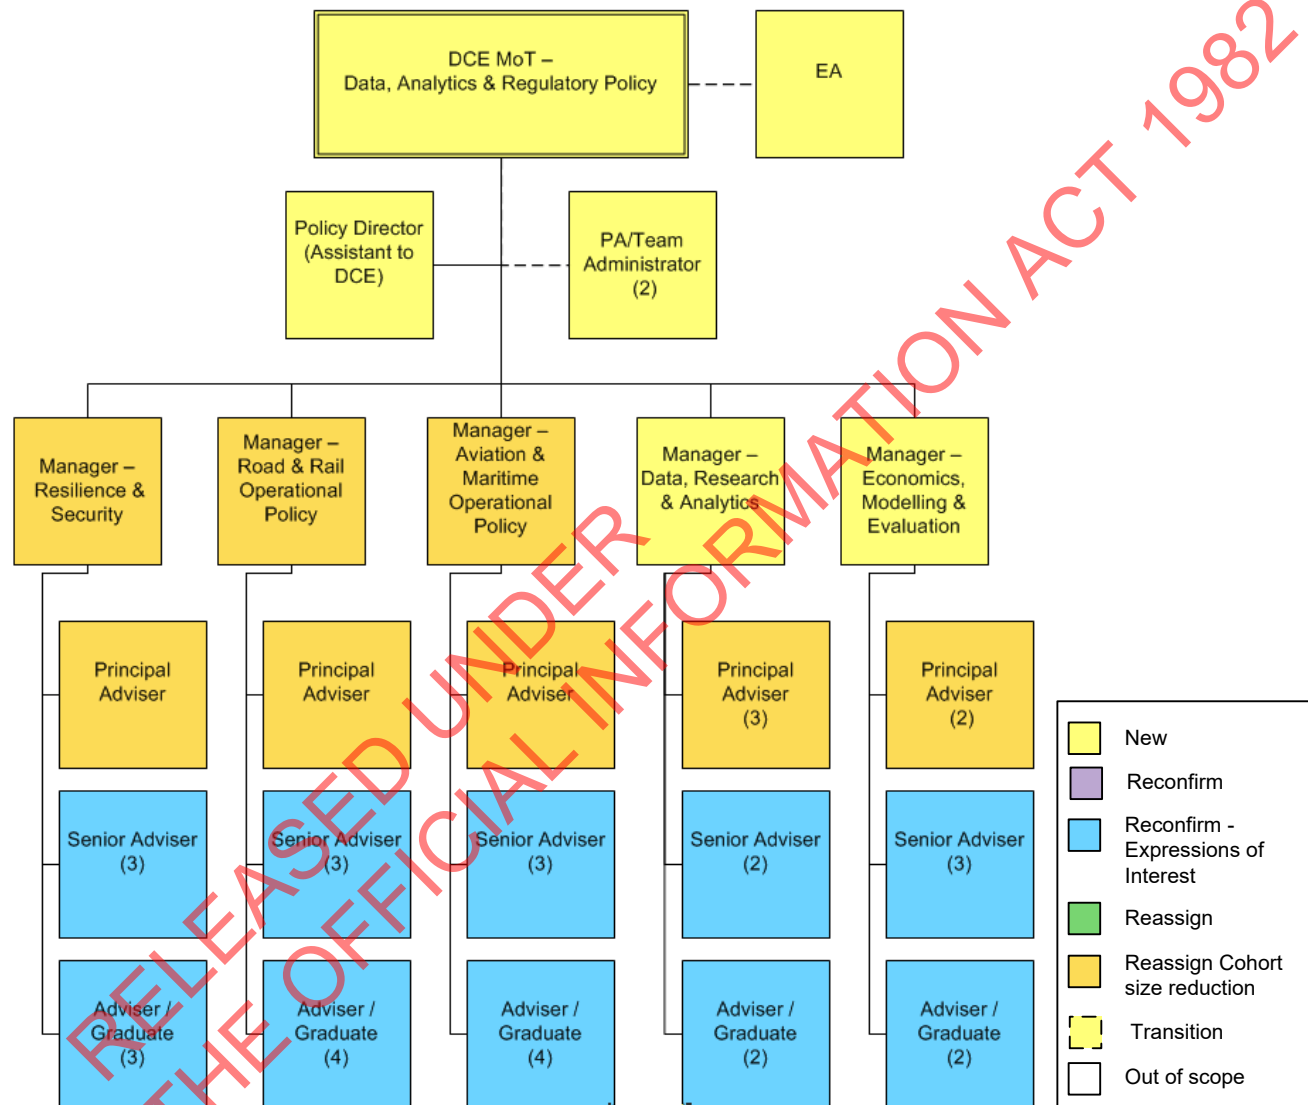 DCE MoT –
Data, Analytics & Regulatory Policy
EA
Policy Director
(Assistant to
DCE)
PA/Team
Administrator
(2)
Manager –
Resilience &
Security
Manager –
Road & Rail
Operational
Policy
Manager –
Aviation &
Maritime
Operational
Policy
Manager –
Data, Research
& Analytics
Manager –
Economics,
Modelling &
Evaluation
Principal
Adviser
Principal
Adviser
Principal
Adviser
Principal
Adviser
(3)
Principal
Adviser
(2)
Senior Adviser
(3)
Senior Adviser
(3)
Senior Adviser
(3)
Senior Adviser
(2)
Senior Adviser
(3)
Adviser /
Graduate
(3)
Adviser /
Graduate
(4)
Adviser /
Graduate
(4)
Adviser /
Graduate
(2)
Adviser /
Graduate
(2)
New
Reconfirm
Reconfirm -
Expressions of
Interest
Reassign
Reassign Cohort
size reduction
Transition
Out of scope
RELEASED UNDER
THE OFFICIAL INFORMATION ACT 1982